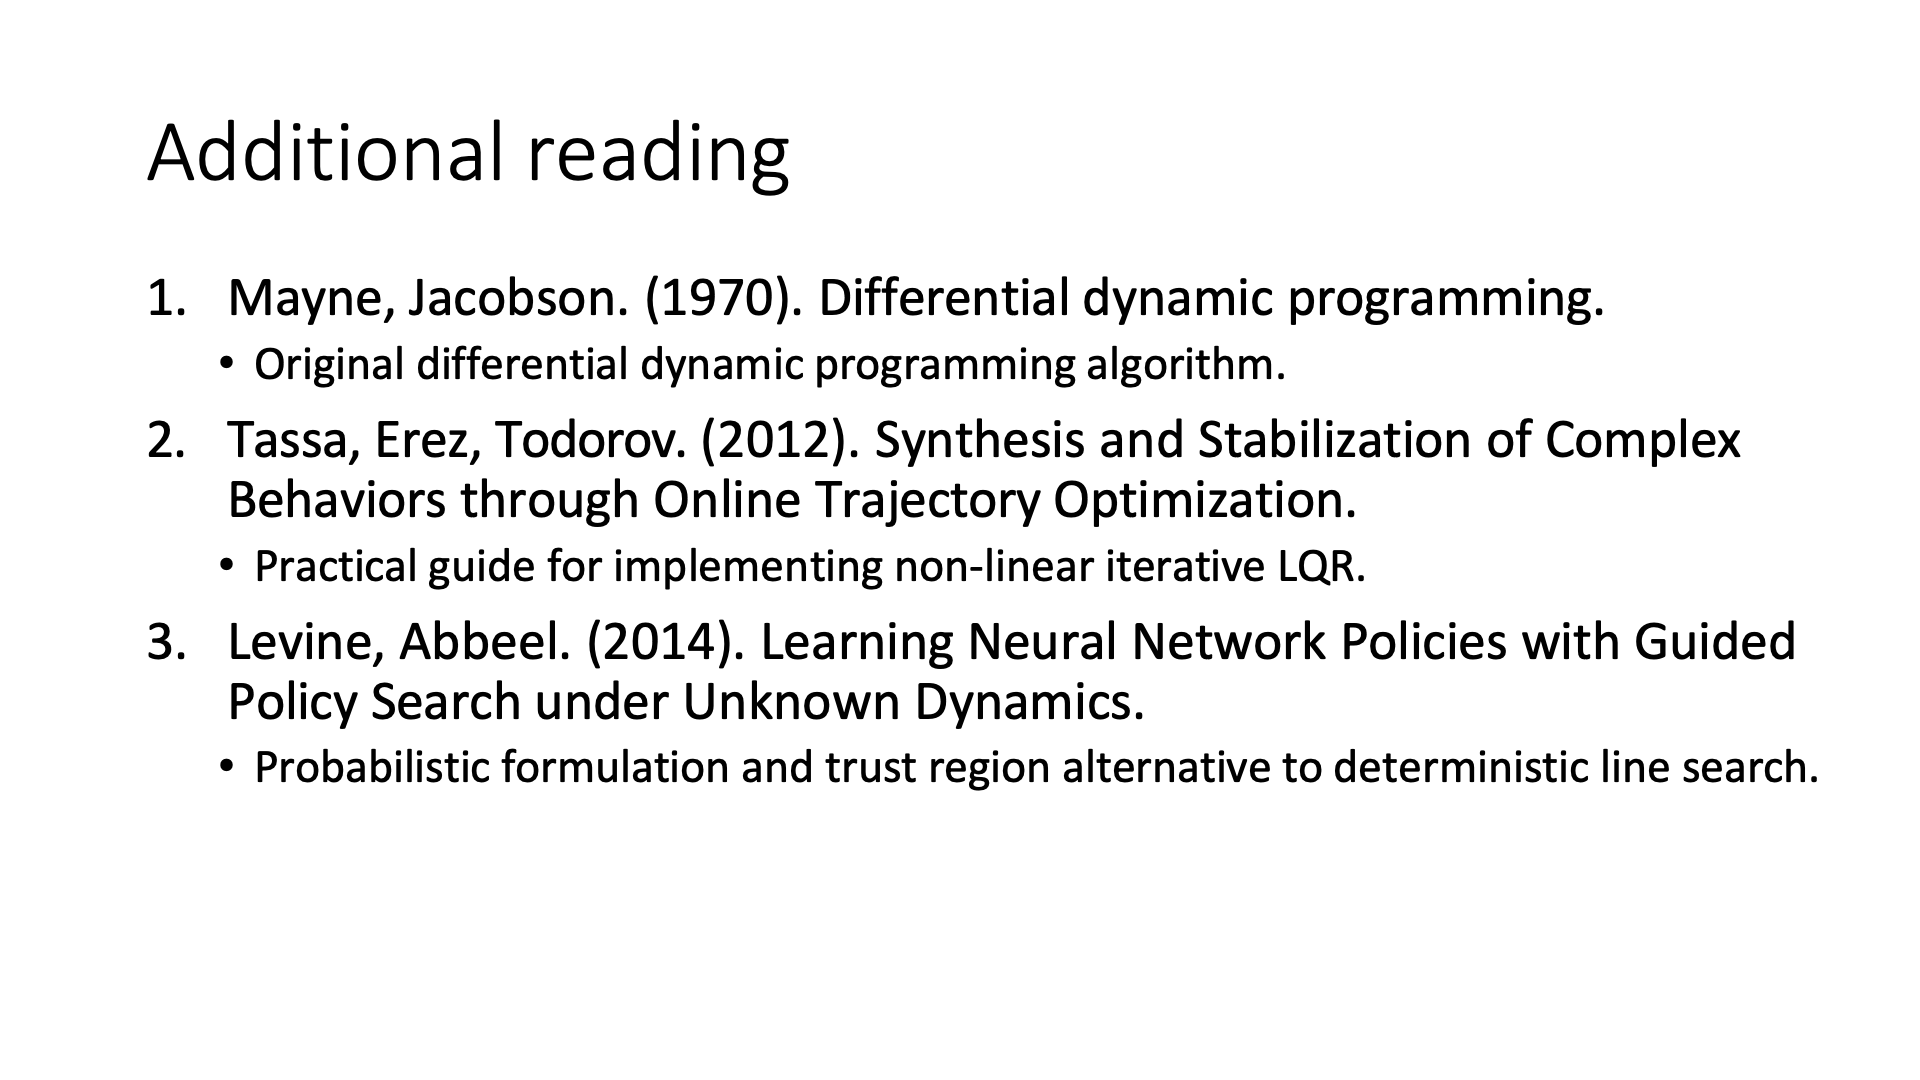 Additional reading
1. Mayne, Jacobson. (1970). Differential dynamic programming.
• Original differential dynamic programming algorithm.
2. Tassa, Erez, Todorov. (2012). Synthesis and Stabilization of Complex
Behaviors through Online Trajectory Optimization.
• Practical guide for implementing non-linear iterative LQR.
3. Levine, Abbeel. (2014). Learning Neural Network Policies with Guided
Policy Search under Unknown Dynamics.
• Probabilistic formulation and trust region alternative to deterministic line search.